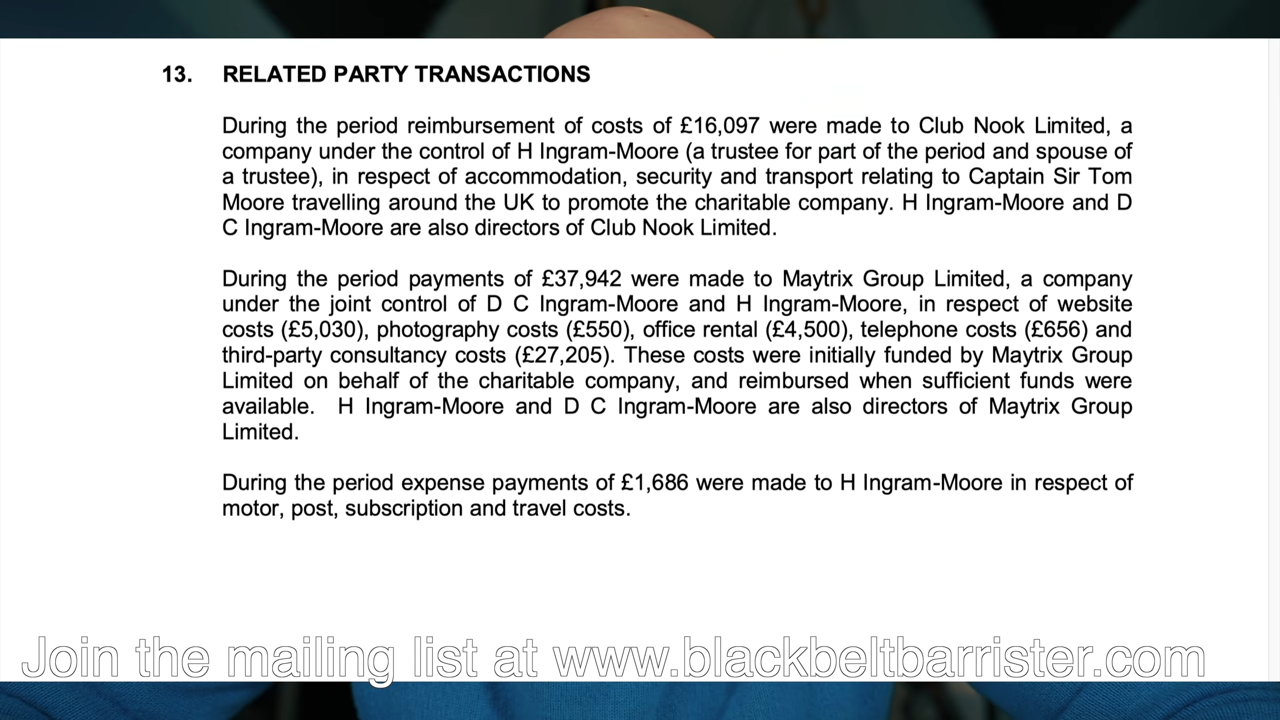 13. RELATED PARTY TRANSACTIONS
During the period reimbursement of costs of £16,097 were made to Club Nook Limited, a
company under the control of H Ingram-Moore (a trustee for part of the period and spouse of
a trustee), in respect of accommodation, security and transport relating to Captain Sir Tom
Moore travelling around the UK to promote the charitable company. H Ingram-Moore and D
C Ingram-Moore are also directors of Club Nook Limited.
During the period payments of £37,942 were made to Maytrix Group Limited, a company
under the joint control of D C Ingram-Moore and H Ingram-Moore, in respect of website
costs (£5,030), photography costs (£550), office rental (£4,500), telephone costs (£656) and
third-party consultancy costs (£27,205). These costs were initially funded by Maytrix Group
Limited on behalf of the charitable company, and reimbursed when sufficient funds were
available. H Ingram-Moore and D C Ingram-Moore are also directors of Maytrix Group
Limited.
During the period expense payments of £1,686 were made to H Ingram-Moore in respect of
motor, post, subscription and travel costs.
Join the mailing list at www.blackbeltbarrister.com